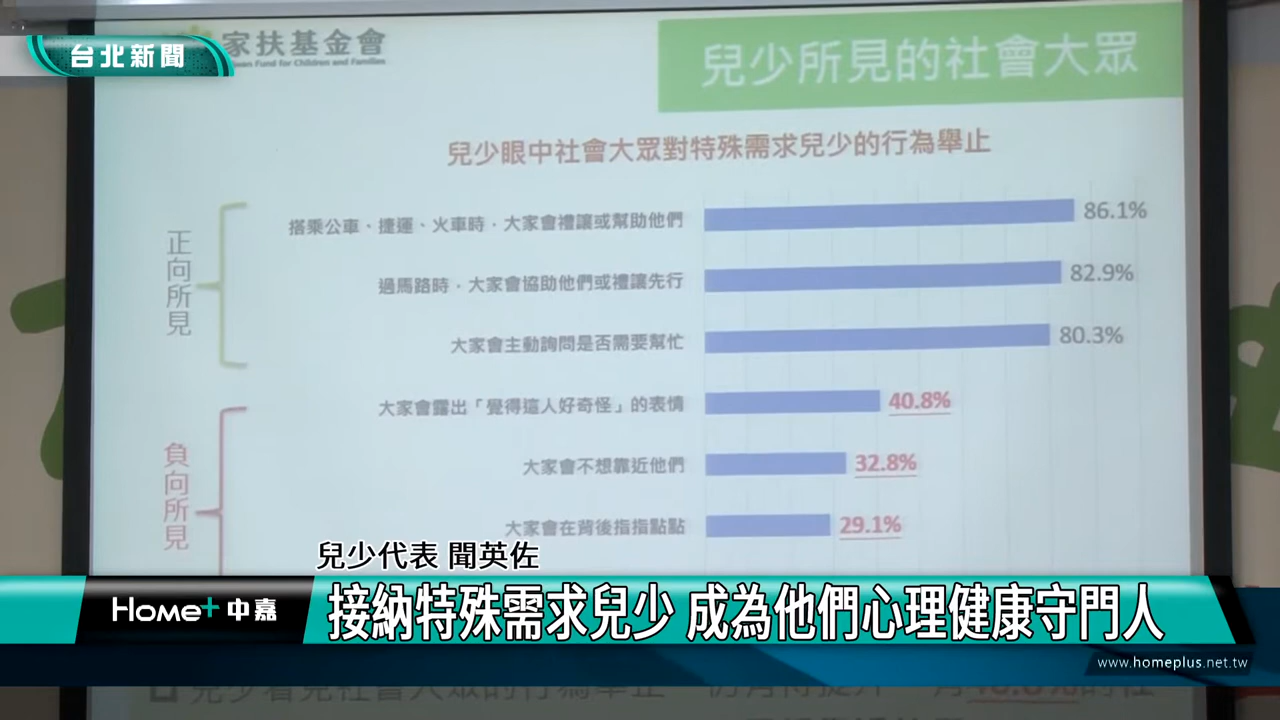 台北新聞
家扶基金會
wan Fund for Children and Families
兒少所見的社會大眾
兒少眼中社會大眾對特殊需求兒少的行為舉止
正向所見
搭乘公車、捷運、火車時，大家會禮讓或幫助他們 86.1%
過馬路時，大家會協助他們或禮讓先行 82.9%
大家會主動詢問是否需要幫忙 80.3%
負向所見
大家會露出「覺得這人好奇怪」的表情 40.8%
大家會不想靠近他們 32.8%
大家會在背後指指點點 29.1%
兒少代表 聞英佐
Home+中嘉
接納特殊需求兒少 成為他們心理健康守門人
www.homeplus.net.tw